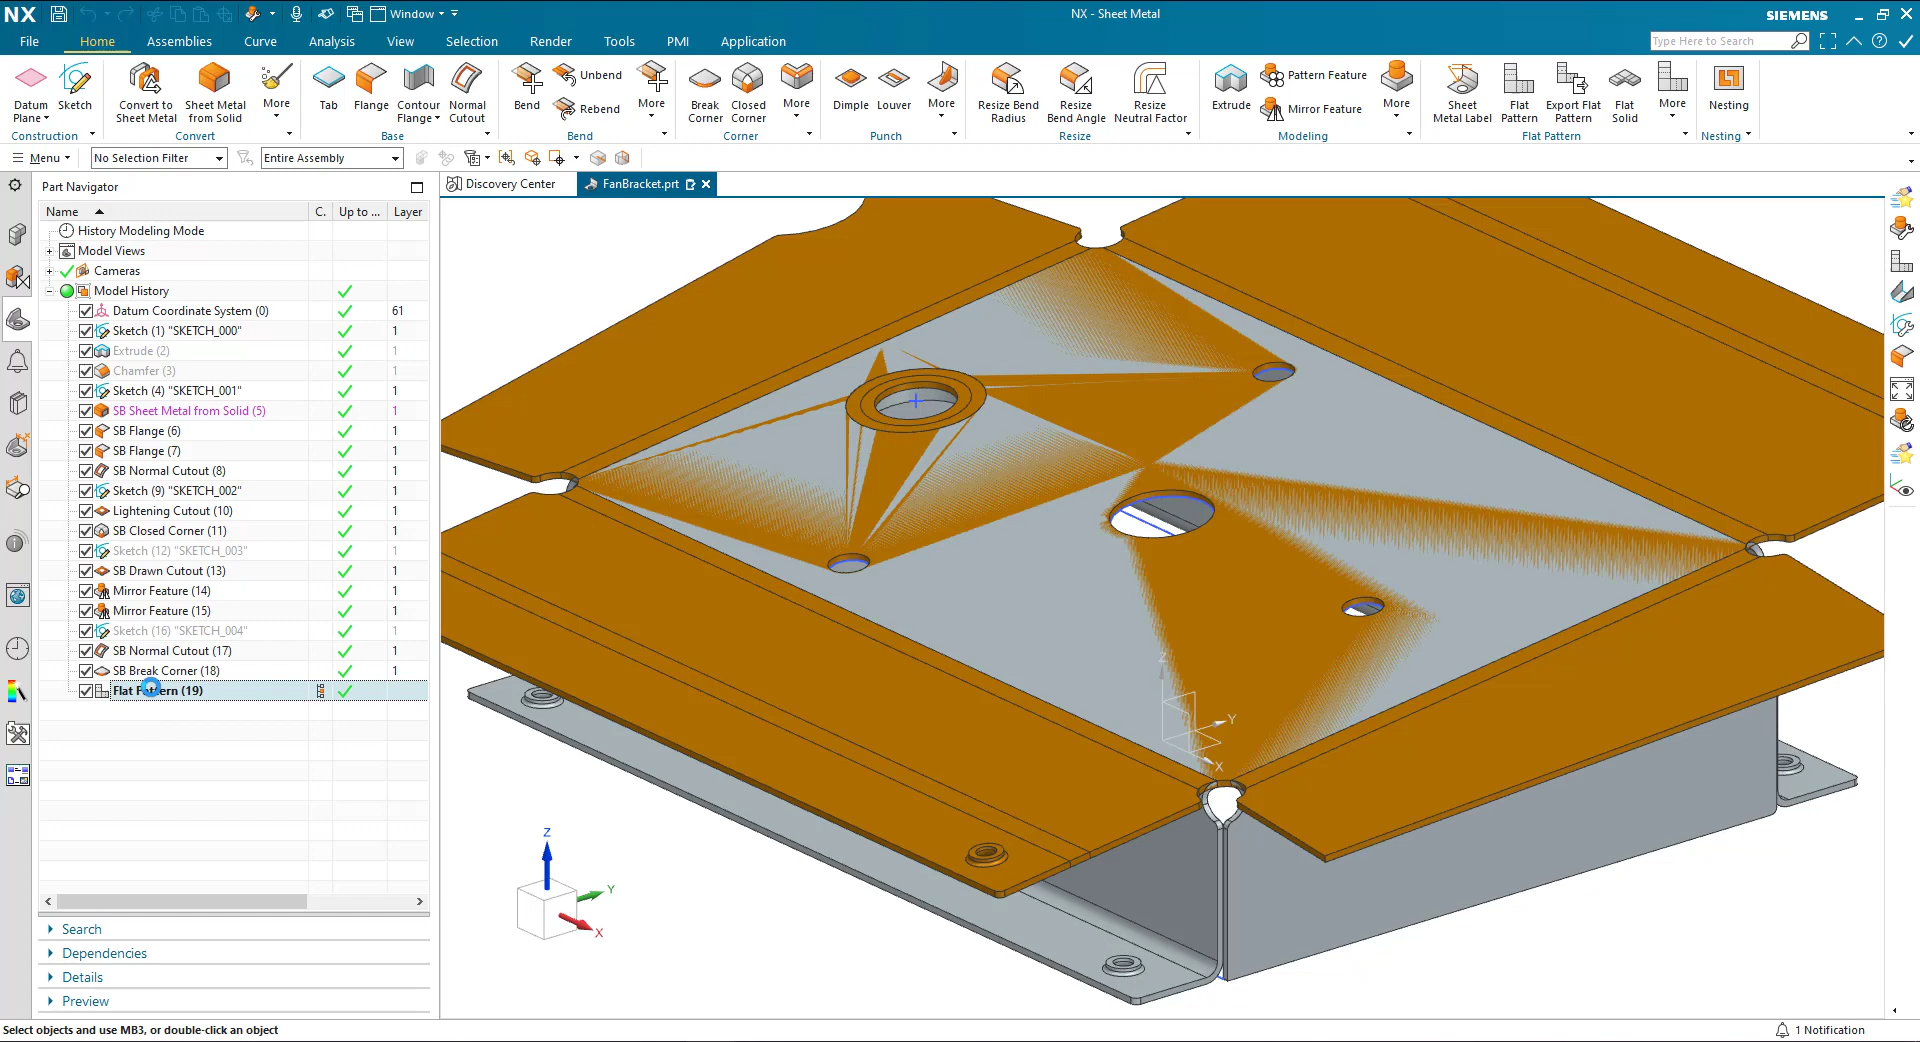 NX
Window
NX - Sheet Metal
SIEMENS
File
Home
Assemblies
Curve
Analysis
View
Selection
Render
Tools
PMI
Application
Type Here to Search
Datum Plane
Sketch
Convert to Sheet Metal
Sheet Metal from Solid
More
Tab
Flange
Contour Flange
Normal Cutout
Bend
Unbend
Rebend
More
Break Corner
Closed Corner
More
Dimple
Louver
More
Resize Bend Radius
Resize Bend Angle
Resize Neutral Factor
Extrude
Pattern Feature
Mirror Feature
More
Sheet Metal Label
Flat Pattern
Export Flat Pattern
Flat Solid
More
Nesting
Construction
Convert
Base
Bend
Corner
Punch
Resize
Modeling
Flat Pattern
Nesting
Menu
No Selection Filter
Entire Assembly
Part Navigator
Discovery Center
FanBracket.prt
Name
C.
Up to ...
Layer
History Modeling Mode
Model Views
Cameras
Model History
Datum Coordinate System (0) 61
Sketch (1) "SKETCH_000" 1
Extrude (2) 1
Chamfer (3) 1
Sketch (4) "SKETCH_001" 1
SB Sheet Metal from Solid (5) 1
SB Flange (6) 1
SB Flange (7) 1
SB Normal Cutout (8) 1
Sketch (9) "SKETCH_002" 1
Lightening Cutout (10) 1
SB Closed Corner (11) 1
Sketch (12) "SKETCH_003" 1
SB Drawn Cutout (13) 1
Mirror Feature (14) 1
Mirror Feature (15) 1
Sketch (16) "SKETCH_004" 1
SB Normal Cutout (17) 1
SB Break Corner (18) 1
Flat Pattern (19)
Z
Y
X
Z
Y
X
Search
Dependencies
Details
Preview
Select objects and use MB3, or double-click an object
1 Notification